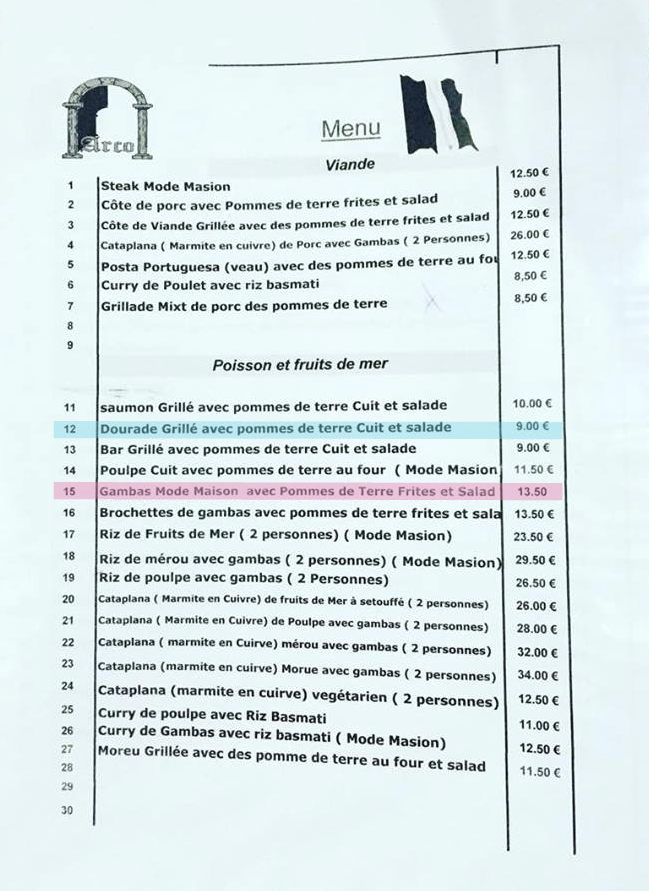 Arco
Menu
Viande
1 Steak Mode Masion 12.50 €
2 Côte de porc avec Pommes de terre frites et salad 9.00 €
3 Côte de Viande Grillée avec des pommes de terre frites et salad 12.50 €
4 Cataplana ( Marmite en cuivre) de Porc avec Gambas ( 2 Personnes) 26.00 €
5 Posta Portuguesa (veau) avec des pommes de terre au fou 12.50 €
6 Curry de Poulet avec riz basmati 8,50 €
7 Grillade Mixt de porc des pommes de terre 8,50 €
8
9
Poisson et fruits de mer
11 saumon Grillé avec pommes de terre Cuit et salade 10.00 €
12 Dourade Grillé avec pommes de terre Cuit et salade 9.00 €
13 Bar Grillé avec pommes de terre Cuit et salade 9.00 €
14 Poulpe Cuit avec pommes de terre au four ( Mode Masion 11.50 €
15 Gambas Mode Maison avec Pommes de Terre Frites et Salad 13.50
16 Brochettes de gambas avec pommes de terre frites et sala 13.50 €
17 Riz de Fruits de Mer ( 2 personnes) ( Mode Masion) 23.50 €
18 Riz de mérou avec gambas ( 2 personnes) ( Mode Masion) 29.50 €
19 Riz de poulpe avec gambas ( 2 Personnes) 26.50 €
20 Cataplana ( Marmite en Cuivre) de fruits de Mer à setouffé ( 2 personnes) 26.00 €
21 Cataplana ( Marmite en Cuivre) de Poulpe avec gambas ( 2 personnes) 28.00 €
22 Cataplana ( marmite en Cuirve) mérou avec gambas ( 2 personnes) 32.00 €
23 Cataplana (marmite en cuirve) Morue avec gambas ( 2 personnes) 34.00 €
24 Cataplana (marmite en cuirve) vegétarien ( 2 personnes) 12.50 €
25 Curry de poulpe avec Riz Basmati 11.00 €
26 Curry de Gambas avec riz basmati ( Mode Masion) 12.50 €
27 Moreu Grillée avec des pomme de terre au four et salad 11.50 €
28
29
30